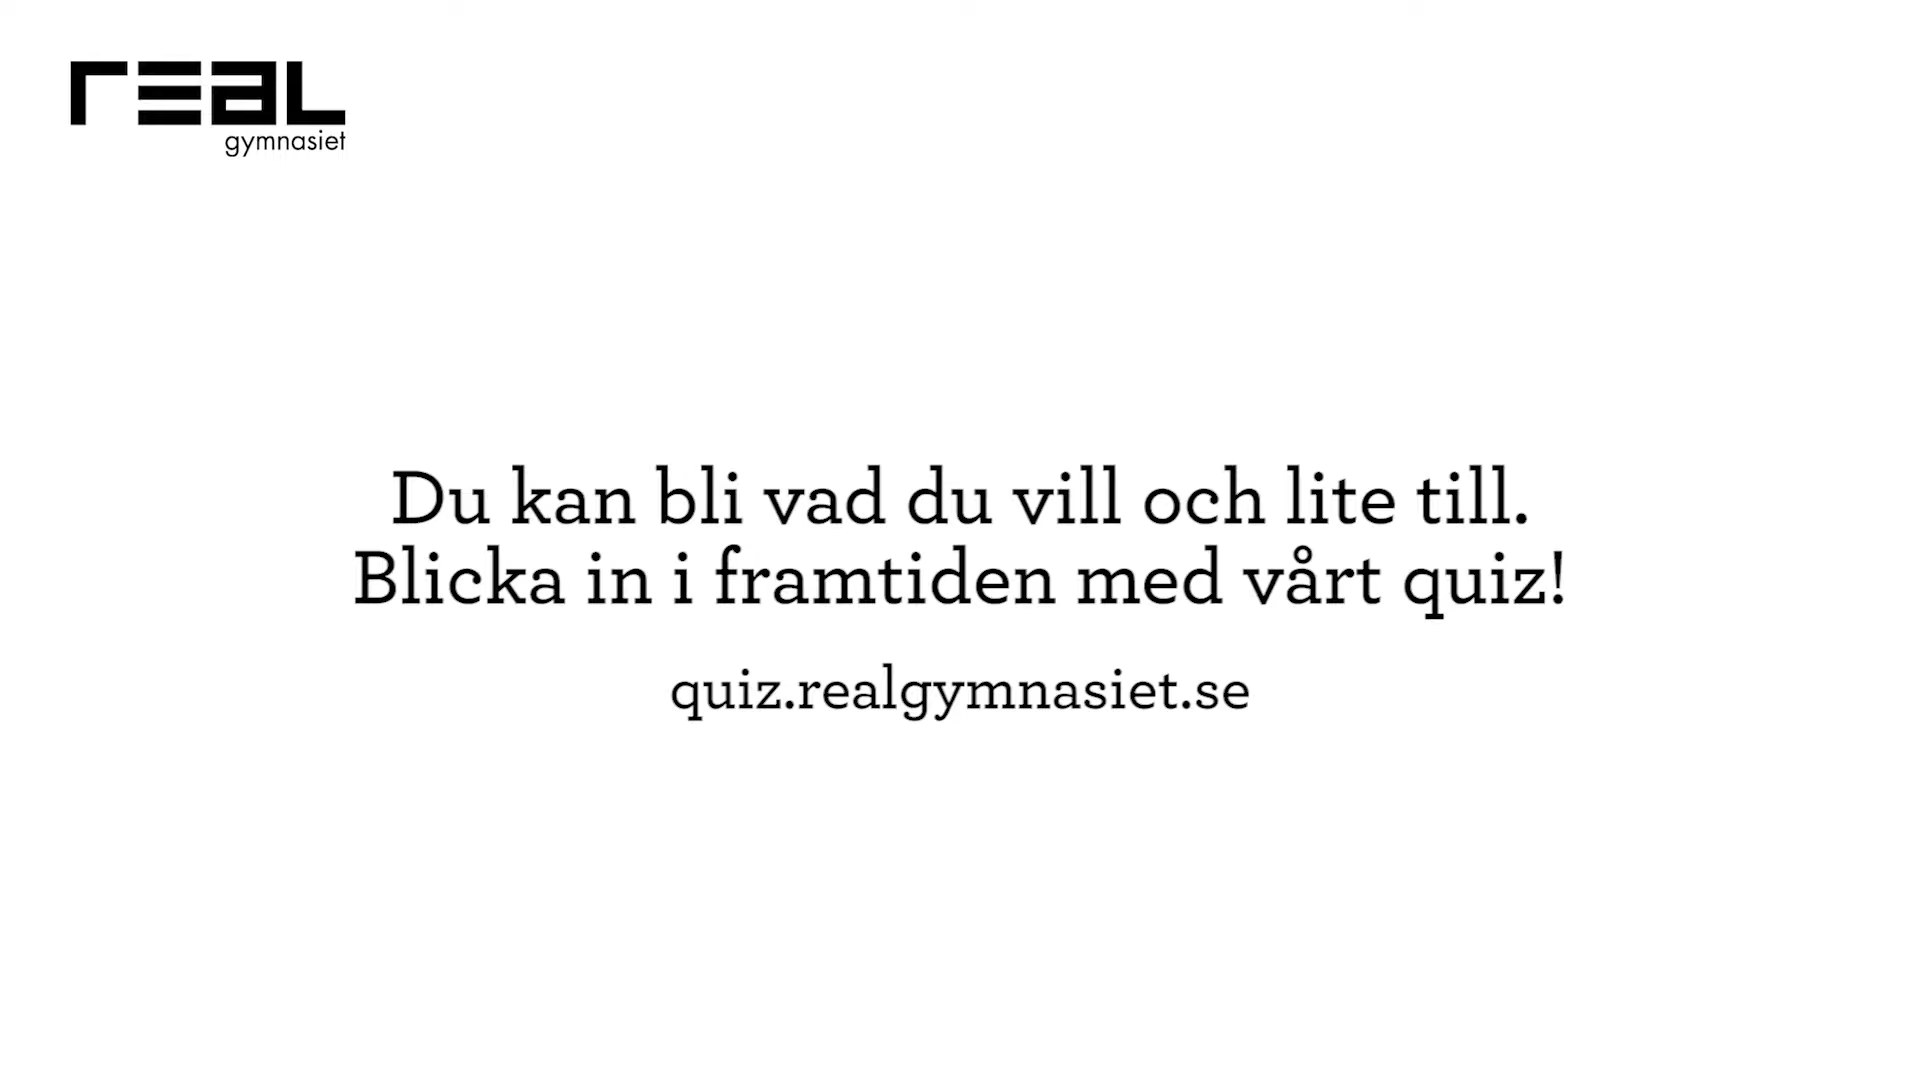 real
gymnasiet
Du kan bli vad du vill och lite till.
Blicka in i framtiden med vårt quiz!
quiz.realgymnasiet.se